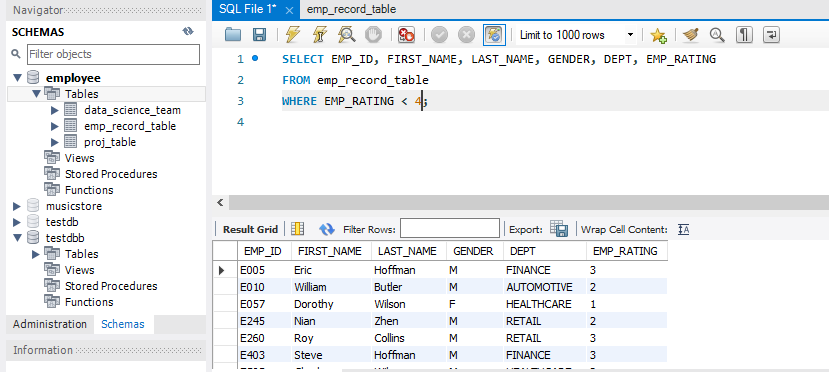 Navigator
SCHEMAS
Filter objects
employee
Tables
data_science_team
emp_record_table
proj_table
Views
Stored Procedures
Functions
musicstore
testdb
testdbb
Tables
Views
Stored Procedures
Functions
Administration Schemas
Information
SQL File 1* × emp_record_table
Limit to 1000 rows
1 SELECT EMP_ID, FIRST_NAME, LAST_NAME, GENDER, DEPT, EMP_RATING
2 FROM emp_record_table
3 WHERE EMP_RATING < 4;
4
Result Grid Filter Rows: Export: Wrap Cell Content:
EMP_ID FIRST_NAME LAST_NAME GENDER DEPT EMP_RATING
E005 Eric Hoffman M FINANCE 3
E010 William Butler M AUTOMOTIVE 2
E057 Dorothy Wilson F HEALTHCARE 1
E245 Nian Zhen M RETAIL 2
E260 Roy Collins M RETAIL 3
E403 Steve Hoffman M FINANCE 3